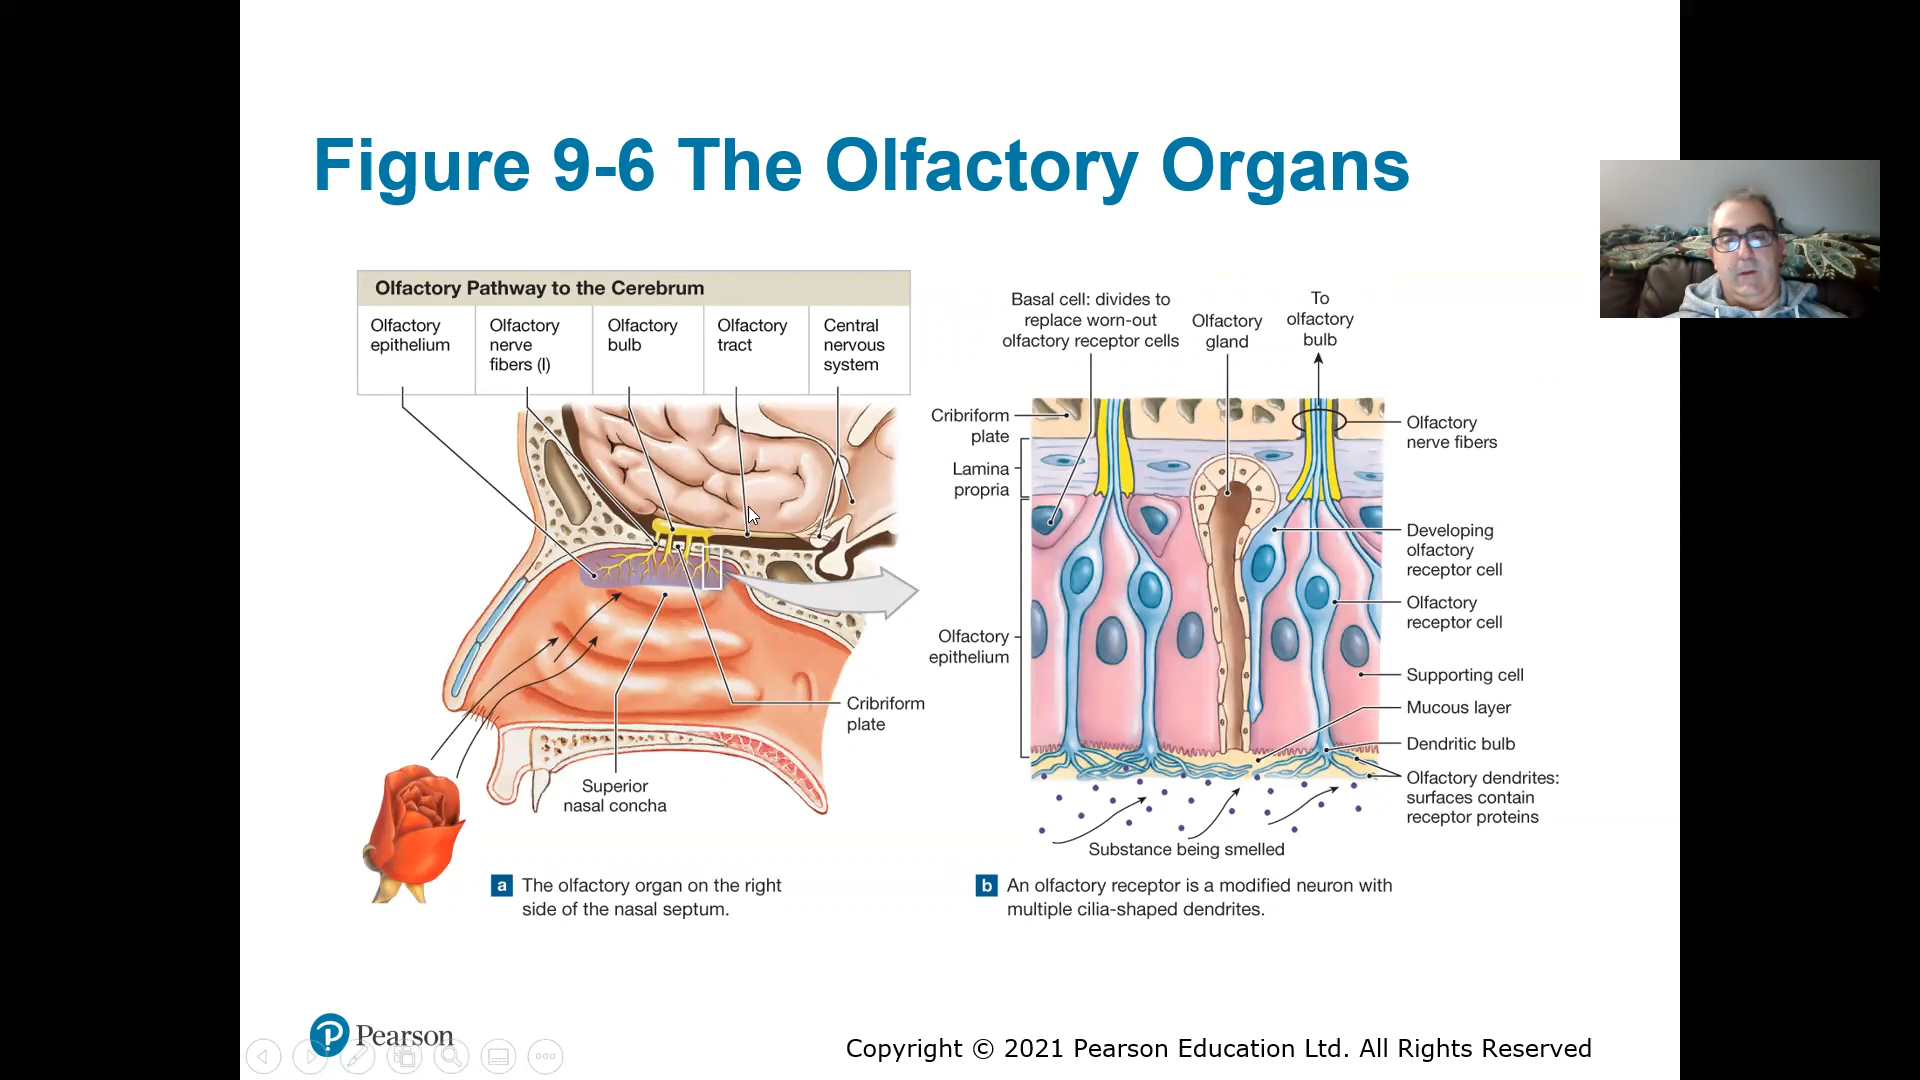 Figure 9-6 The Olfactory Organs
Olfactory Pathway to the Cerebrum
Olfactory
epithelium
Olfactory
nerve
fibers (I)
Olfactory
bulb
Olfactory
tract
Central
nervous
system
Cribriform
plate
Superior
nasal concha
a The olfactory organ on the right
side of the nasal septum.
Basal cell: divides to
replace worn-out
olfactory receptor cells
Olfactory
gland
To
olfactory
bulb
Cribriform
plate
Lamina
propria
Olfactory
epithelium
Olfactory
nerve fibers
Developing
olfactory
receptor cell
Olfactory
receptor cell
Supporting cell
Mucous layer
Dendritic bulb
Olfactory dendrites:
surfaces contain
receptor proteins
Substance being smelled
b An olfactory receptor is a modified neuron with
multiple cilia-shaped dendrites.
P Pearson
Copyright © 2021 Pearson Education Ltd. All Rights Reserved